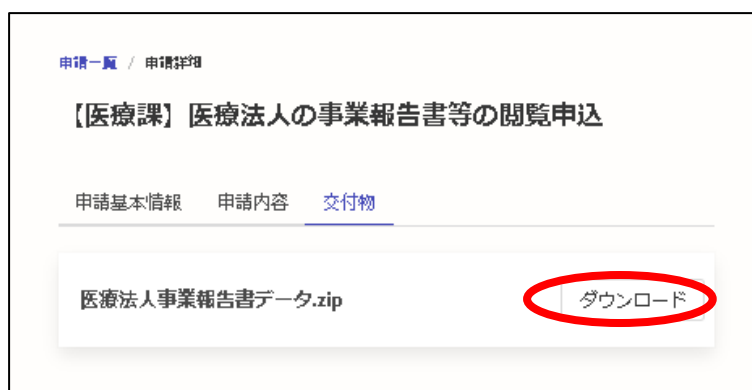 申請一覧 / 申請詳細
【医療課】医療法人の事業報告書等の閲覧申込
申請基本情報 申請内容 交付物
医療法人事業報告書データ.zip ダウンロード